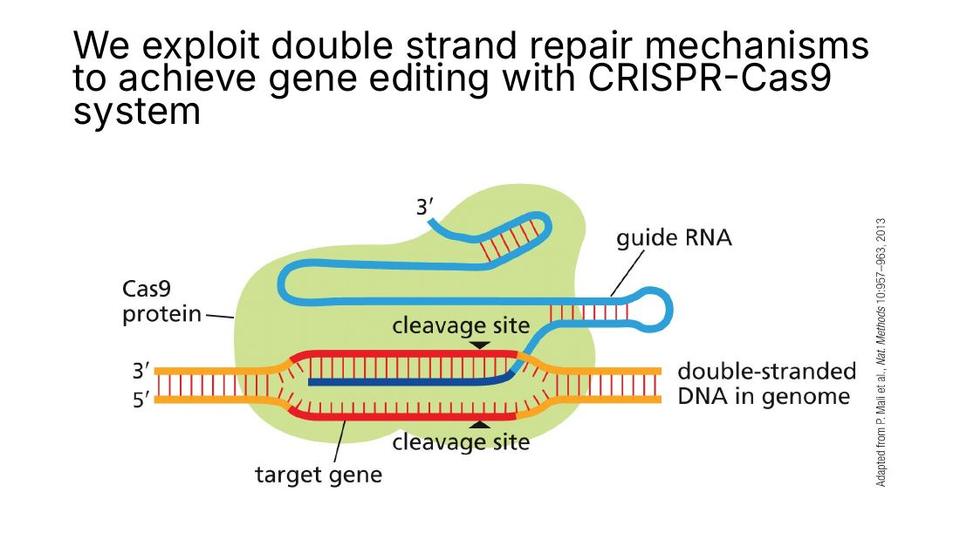 We exploit double strand repair mechanisms
to achieve gene editing with CRISPR-Cas9
system
3′
guide RNA
Cas9
protein
cleavage site
3′
5′
double-stranded
DNA in genome
cleavage site
target gene
Adapted from P. Mali et al., Nat. Methods 10:957–963, 2013